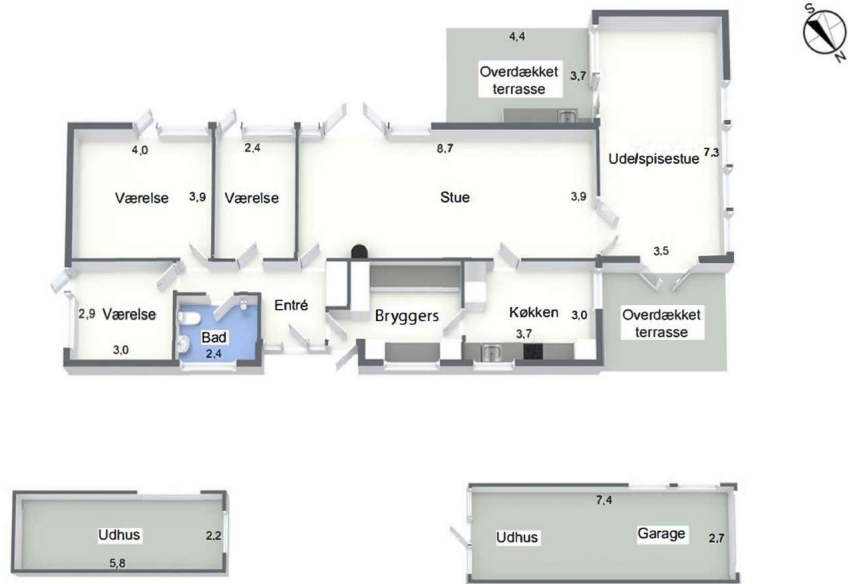 S
N
4,4
Overdækket
terrasse
3,7
4,0
2,4
8,7
Værelse
3,9
Værelse
Stue
3,9
Ude/spisestue
7,3
3,5
2,9
Værelse
3,0
Bad
2,4
Entré
Bryggers
Køkken
3,7
3,0
Overdækket
terrasse
Udhus
2,2
5,8
7,4
Udhus
Garage
2,7